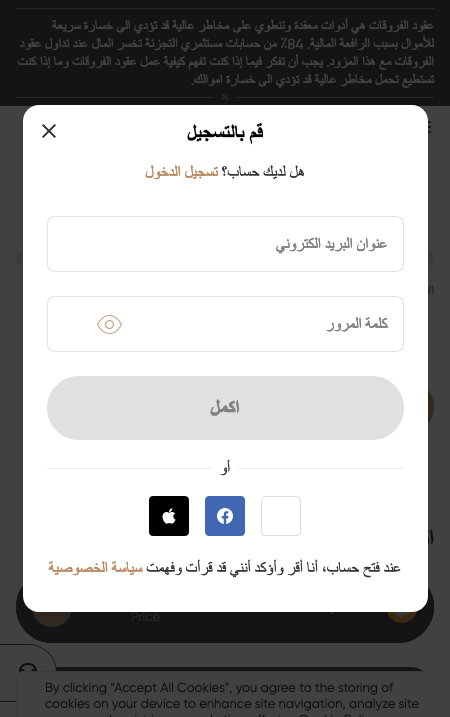 عقود الفروقات هي أدوات معقدة وتنطوي على مخاطر عالية قد تؤدي الى خسارة سريعة
للأموال بسبب الرافعة المالية. 84٪ من حسابات مستثمري التجزئة تخسر المال عند تداول عقود
الفروقات مع هذا المزود. يجب أن تفكر فيما إذا كنت تفهم كيفية عمل عقود الفروقات وما إذا كنت
تستطيع تحمل مخاطر عالية قد تؤدي الى خسارة اموالك.
قم بالتسجيل
هل لديك حساب؟ تسجيل الدخول
عنوان البريد الكتروني
كلمة المرور
اكمل
أو
عند فتح حساب، أنا أقر وأؤكد أنني قد قرأت وفهمت سياسة الخصوصية
Price
By clicking “Accept All Cookies”, you agree to the storing of
cookies on your device to enhance site navigation, analyze site